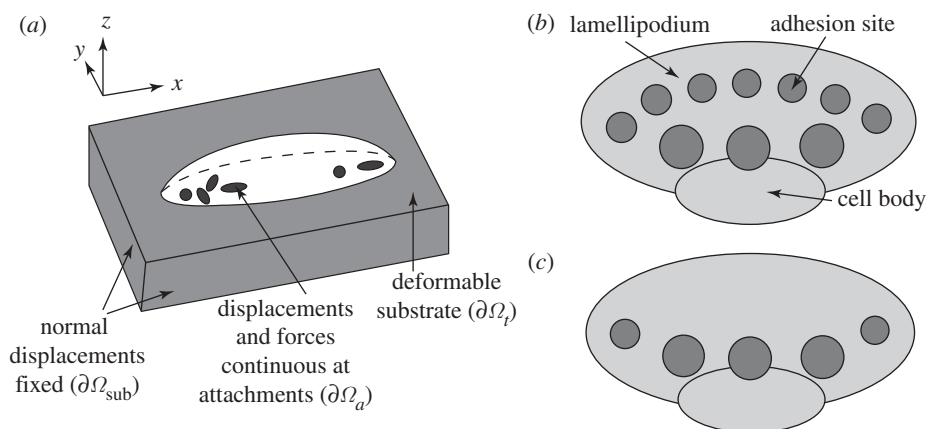 (a)
z
y
x
normal
displacements
fixed (∂Ω_sub)
displacements
and forces
continuous at
attachments (∂Ω_a)
deformable
substrate (∂Ω_t)
(b)
lamellipodium
adhesion site
cell body
(c)